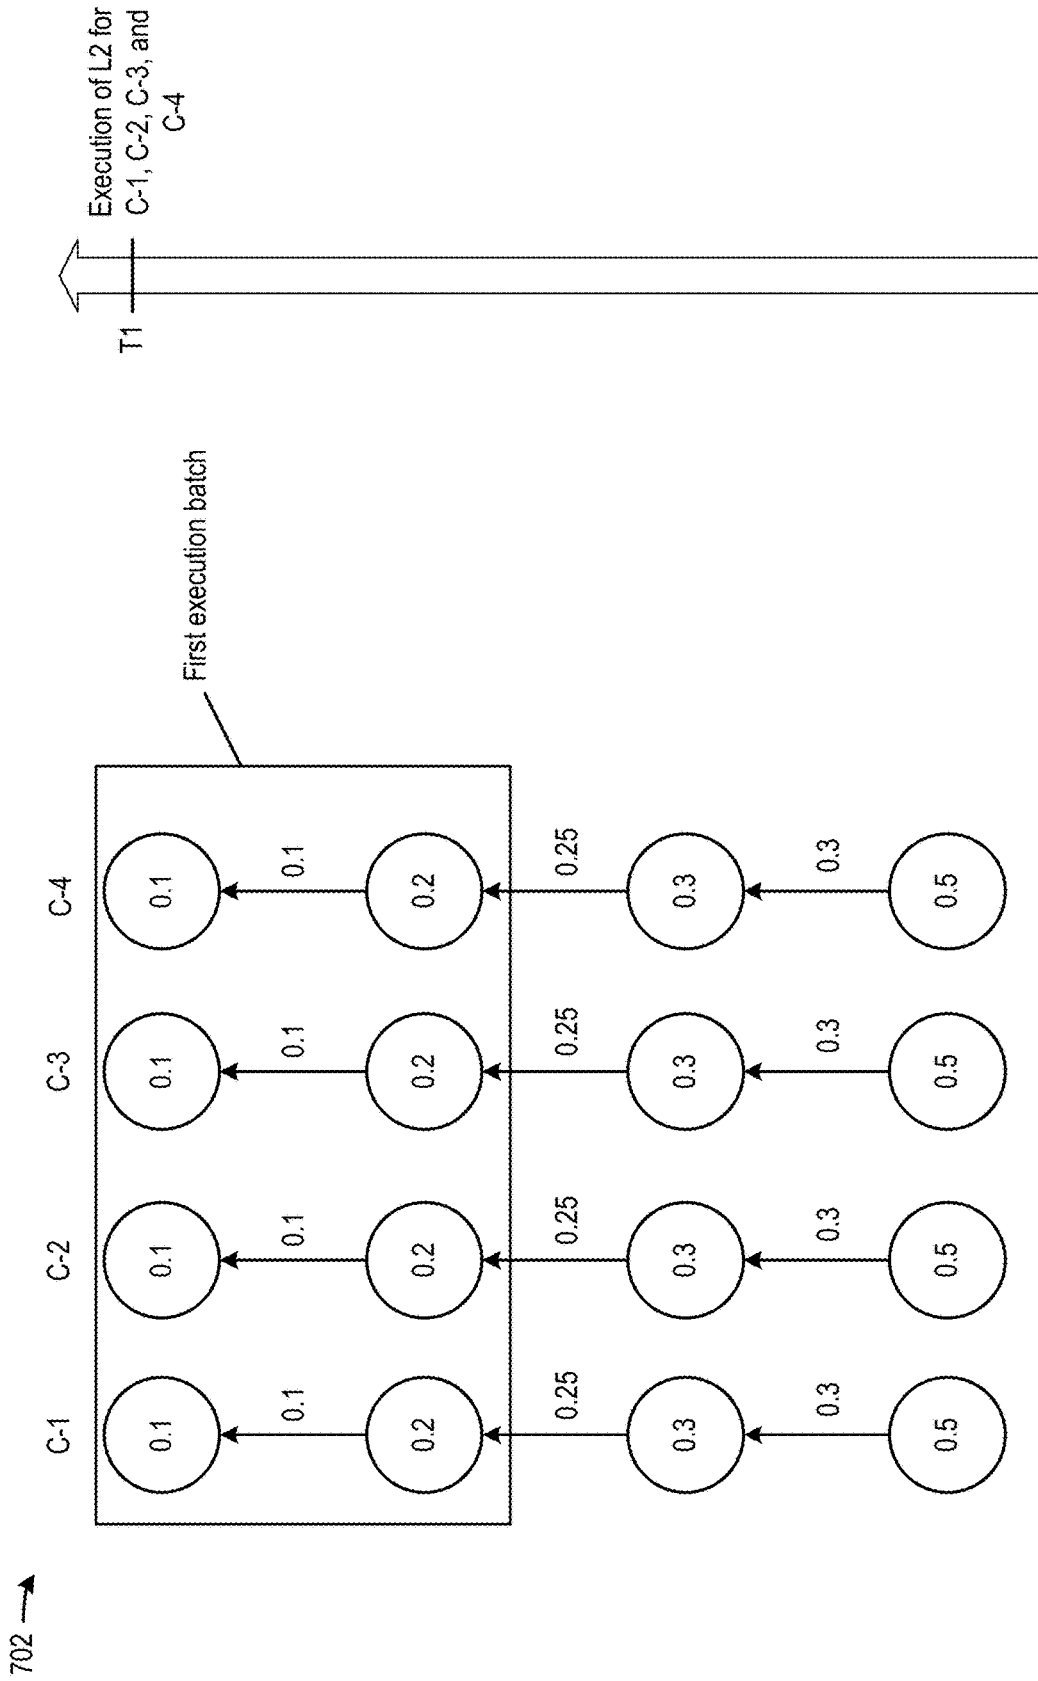 702
C-1 C-2 C-3 C-4
0.1 0.1 0.1 0.1
0.1 0.1 0.1 0.1
0.2 0.2 0.2 0.2
0.25 0.25 0.25 0.25
0.3 0.3 0.3 0.3
0.3 0.3 0.3 0.3
0.5 0.5 0.5 0.5
First execution batch
T1
Execution of L2 for
C-1, C-2, C-3, and
C-4